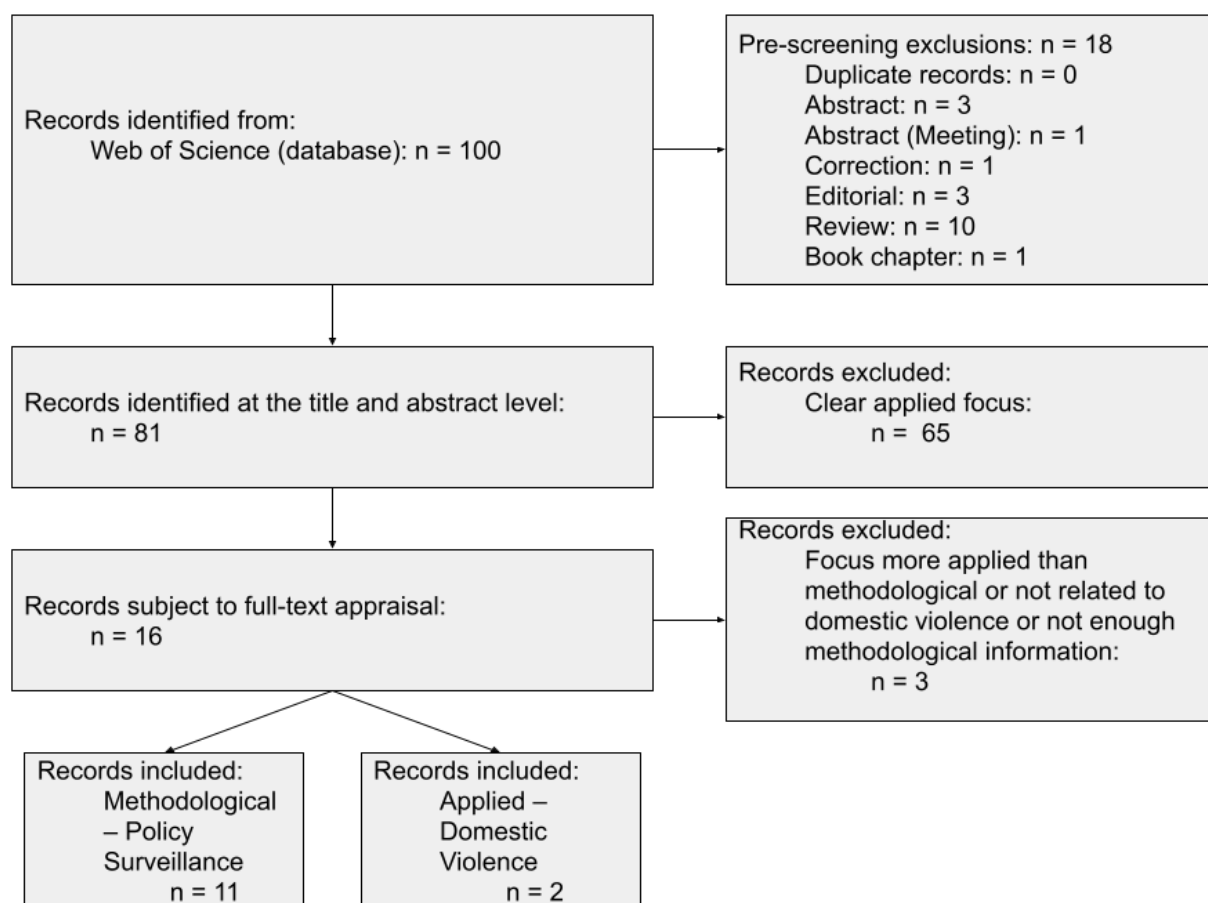 Records identified from:
Web of Science (database): n = 100
Pre-screening exclusions: n = 18
Duplicate records: n = 0
Abstract: n = 3
Abstract (Meeting): n = 1
Correction: n = 1
Editorial: n = 3
Review: n = 10
Book chapter: n = 1
Records identified at the title and abstract level:
n = 81
Records excluded:
Clear applied focus:
n = 65
Records subject to full-text appraisal:
n = 16
Records excluded:
Focus more applied than
methodological or not related to
domestic violence or not enough
methodological information:
n = 3
Records included:
Methodological
– Policy
Surveillance
n = 11
Records included:
Applied –
Domestic
Violence
n = 2